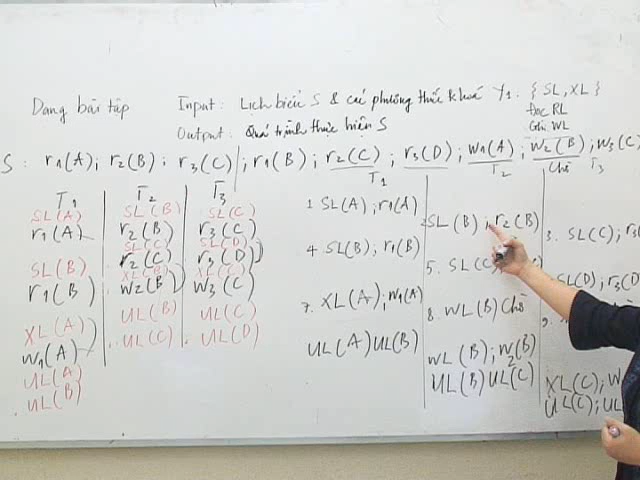 Dạng bài tập
Input: Lịch biểu S & các phương thức khoá Y1. { SL, XL }
Đọc RL
Ghi WL
Output: Quá trình thực hiện S
S: r1(A); r2(B); r3(C); r1(B); r2(C); r3(D); w1(A); w2(B); w3(C)
T1 T2 Chờ T3
T1 T2 T3
SL(A) SL(B) SL(C)
r1(A) r2(B) r3(C)
SL(C) SL(D)
r2(C) r3(D)
SL(B) XL(B) XL(C)
r1(B) w2(B) w3(C)
UL(B) UL(C)
XL(A) UL(C) UL(D)
w1(A)
UL(A)
UL(B)
1 SL(A); r1(A)
2 SL(B); r2(B)
3. SL(C); r3
4. SL(B); r1(B)
5. SL(C
SL(D); r3(D
7. XL(A); w1(A)
8. WL(B) Chờ
9.
UL(A) UL(B)
WL(B); w2(B)
UL(B) UL(C)
XL(C); W
UL(C); UL